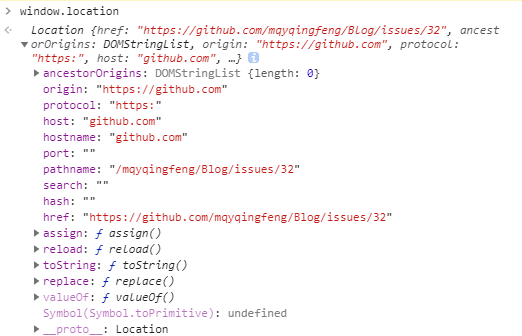 > window.location
Location {href: "https://github.com/mqyqingfeng/Blog/issues/32", ancest
orOrigins: DOMStringList, origin: "https://github.com", protocol:
"https:", host: "github.com", …} i
ancestorOrigins: DOMStringList {length: 0}
origin: "https://github.com"
protocol: "https:"
host: "github.com"
hostname: "github.com"
port: ""
pathname: "/mqyqingfeng/Blog/issues/32"
search: ""
hash: ""
href: "https://github.com/mqyqingfeng/Blog/issues/32"
assign: ƒ assign()
reload: ƒ reload()
toString: ƒ toString()
replace: ƒ replace()
valueOf: ƒ valueOf()
Symbol(Symbol.toPrimitive): undefined
__proto__: Location